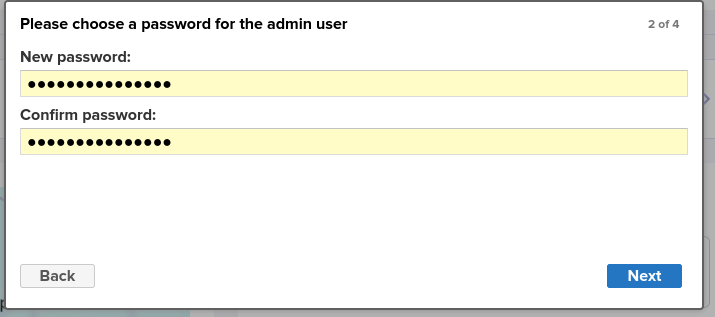 Please choose a password for the admin user
2 of 4
New password:
●●●●●●●●●●●●●●●
Confirm password:
●●●●●●●●●●●●●●●
Back
Next